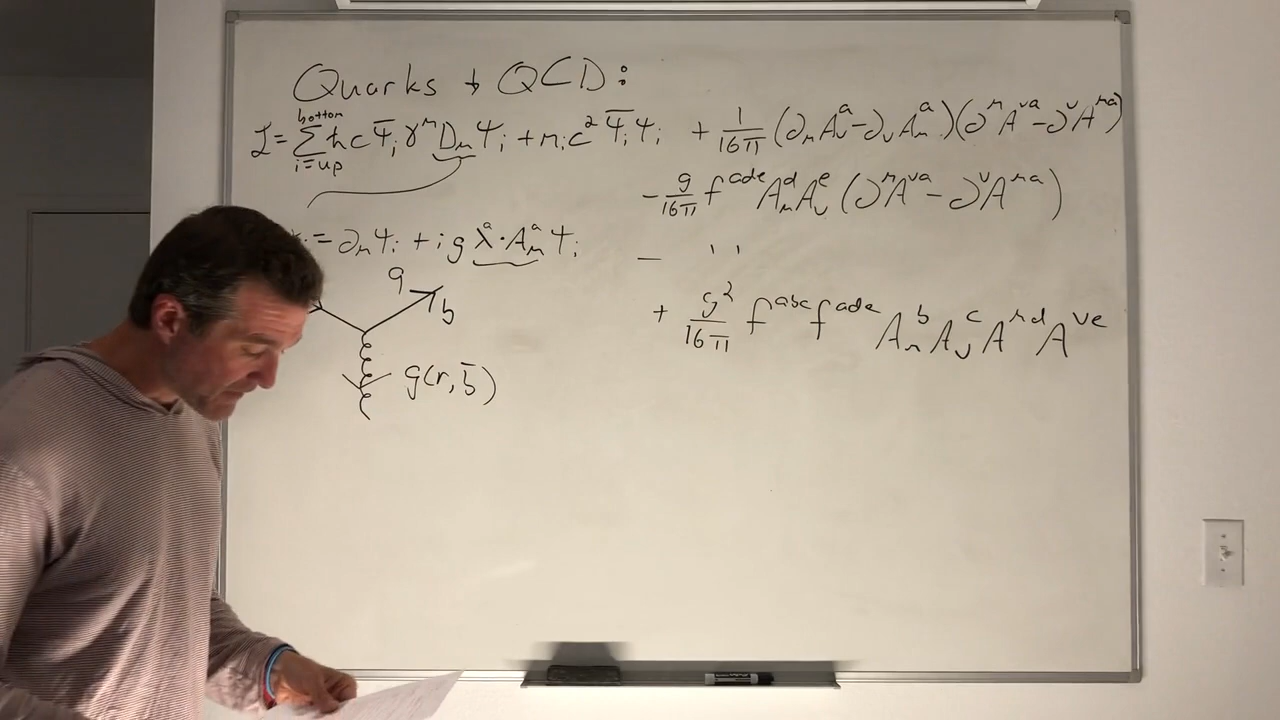 Quarks + QCD:
ℒ = ∑_{i=up}^{bottom} ħc Ψ̄_i γ^μ D_μ Ψ_i + m_i c² Ψ̄_i Ψ_i + 1/16π (∂_μ A_ν^a − ∂_ν A_μ^a)(∂^μ A^{νa} − ∂^ν A^{μa})
− g/16π f^{ade} A_μ^d A_ν^e (∂^μ A^{νa} − ∂^ν A^{μa})
= ∂_μ Ψ_i + i g λ^a · A_μ^a Ψ_i
− ' '
+ g²/16π f^{abc} f^{ade} A_μ^b A_ν^c A^{μd} A^{νe}
q
b
g(r, b̄)